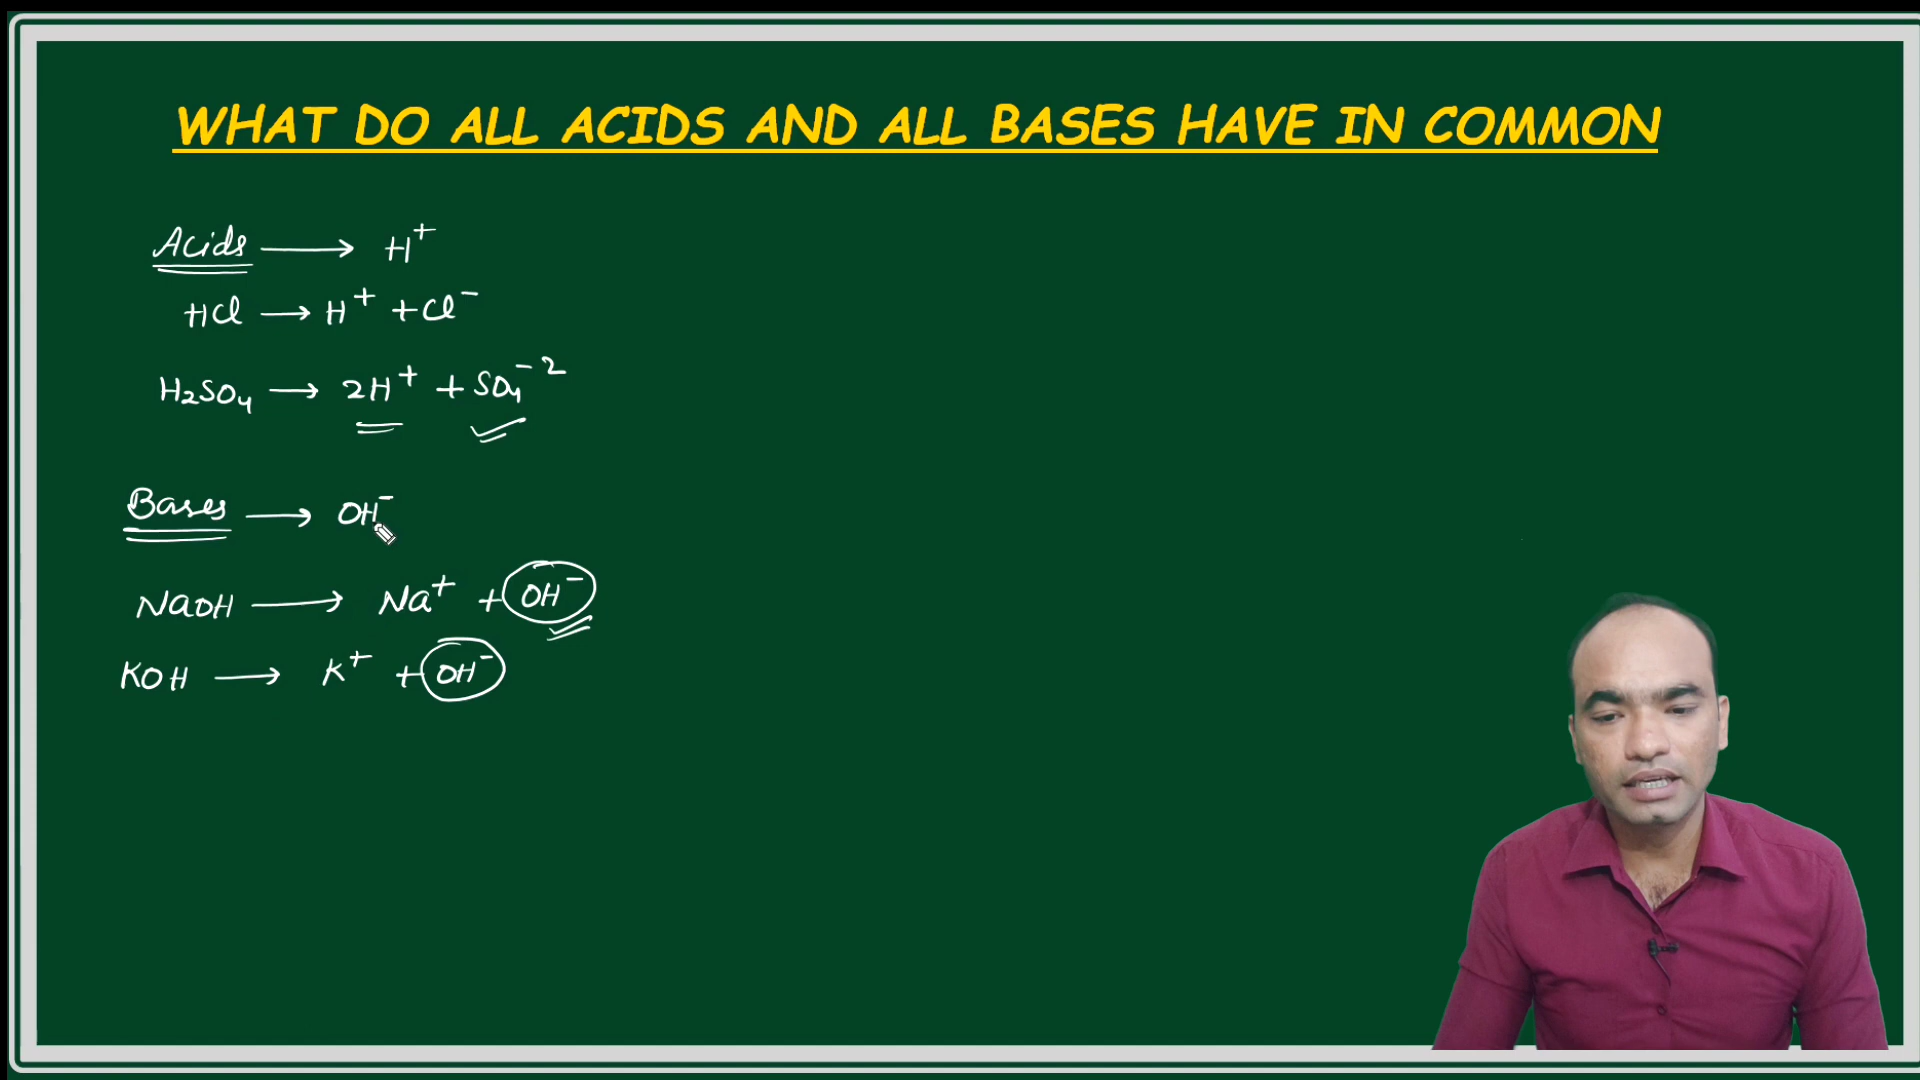 WHAT DO ALL ACIDS AND ALL BASES HAVE IN COMMON
Acids ⟶ H⁺
HCl ⟶ H⁺ + Cl⁻
H₂SO₄ ⟶ 2H⁺ + SO₄⁻²
Bases ⟶ OH⁻
NaOH ⟶ Na⁺ + OH⁻
KOH ⟶ K⁺ + OH⁻